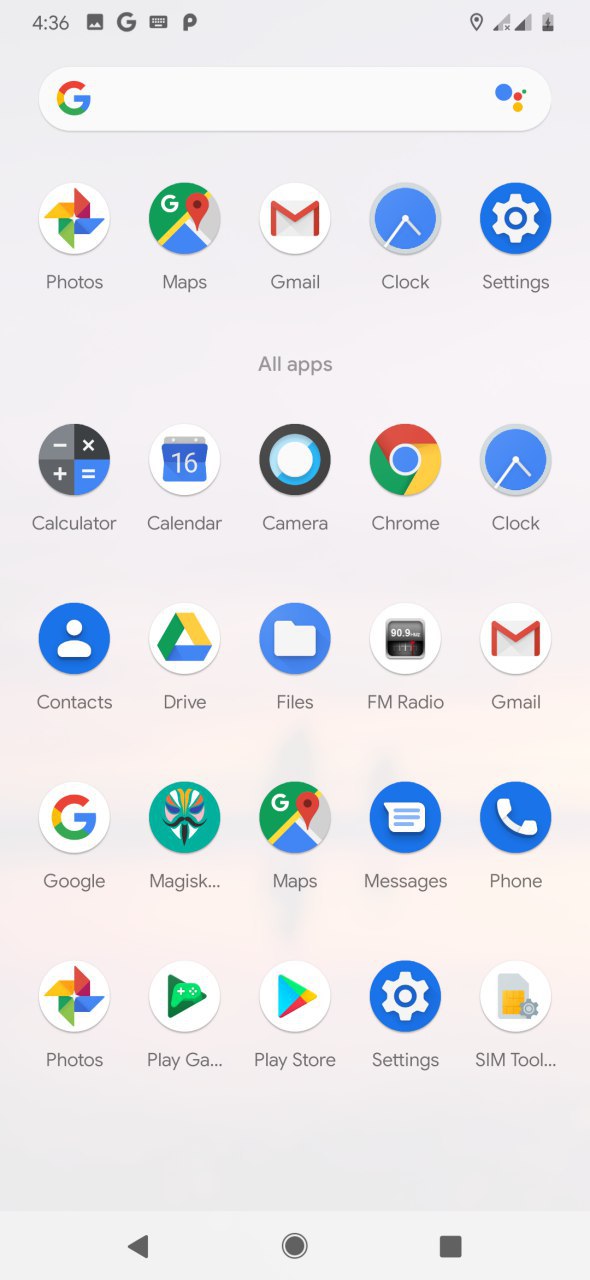 4:36
Photos Maps Gmail Clock Settings
All apps
16
Calculator Calendar Camera Chrome Clock
90.9
Contacts Drive Files FM Radio Gmail
Google Magisk... Maps Messages Phone
Photos Play Ga... Play Store Settings SIM Tool...